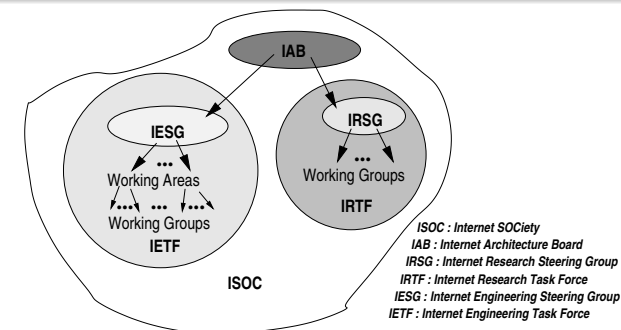 IAB
IESG
IRSG
...
...
Working Areas
Working Groups
... ... ...
IRTF
Working Groups
IETF
ISOC
ISOC : Internet SOCiety
IAB : Internet Architecture Board
IRSG : Internet Research Steering Group
IRTF : Internet Research Task Force
IESG : Internet Engineering Steering Group
IETF : Internet Engineering Task Force